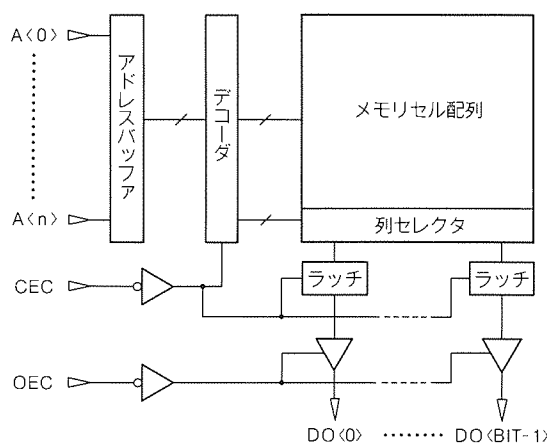 A<0>
A<n>
アドレスバッファ
デコーダ
メモリセル配列
列セレクタ
CEC
ラッチ
ラッチ
OEC
DO<0>
DO<BIT-1>